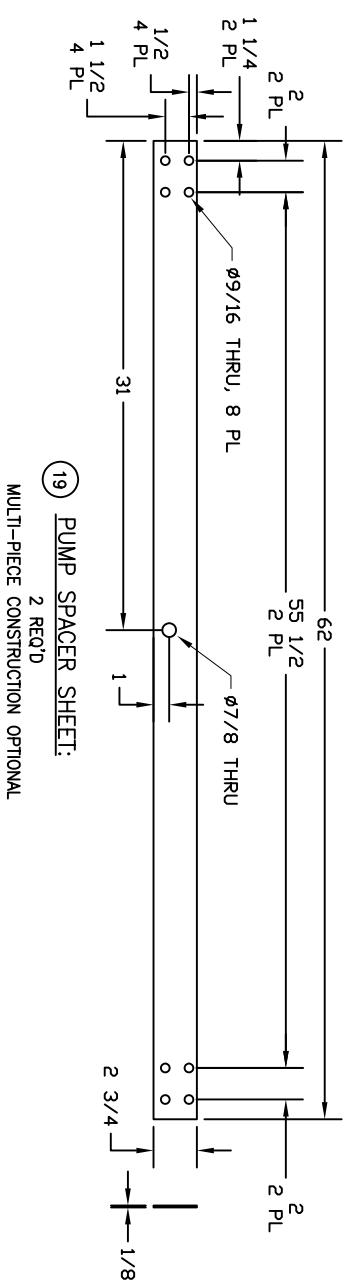 62
55 1/2
2 PL
2
2 PL
1 1/4
2 PL
1/2
4 PL
1 1/2
4 PL
2
2 PL
Ø9/16 THRU, 8 PL
Ø7/8 THRU
31
1
2 3/4
1/8
19 PUMP SPACER SHEET:
2 REQ'D
MULTI-PIECE CONSTRUCTION OPTIONAL